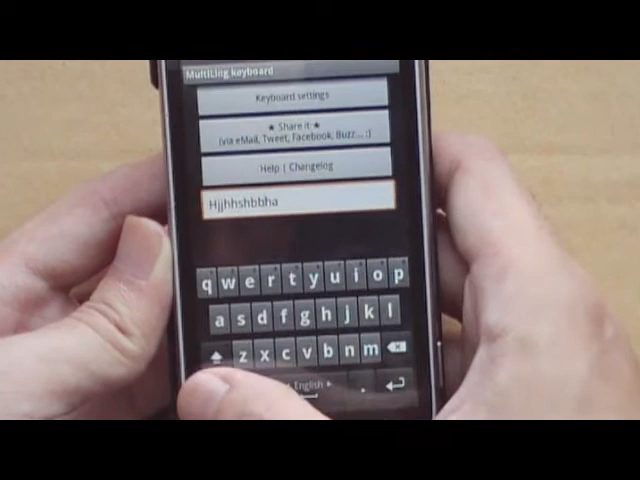 MultiLing keyboard
Keyboard settings
★ Share it ★
(via eMail, Tweet, Facebook, Buzz... :)
Help | Changelog
Hjjhhshbbha
q w e r t y u i o p
a s d f g h j k l
z x c v b n m
English .